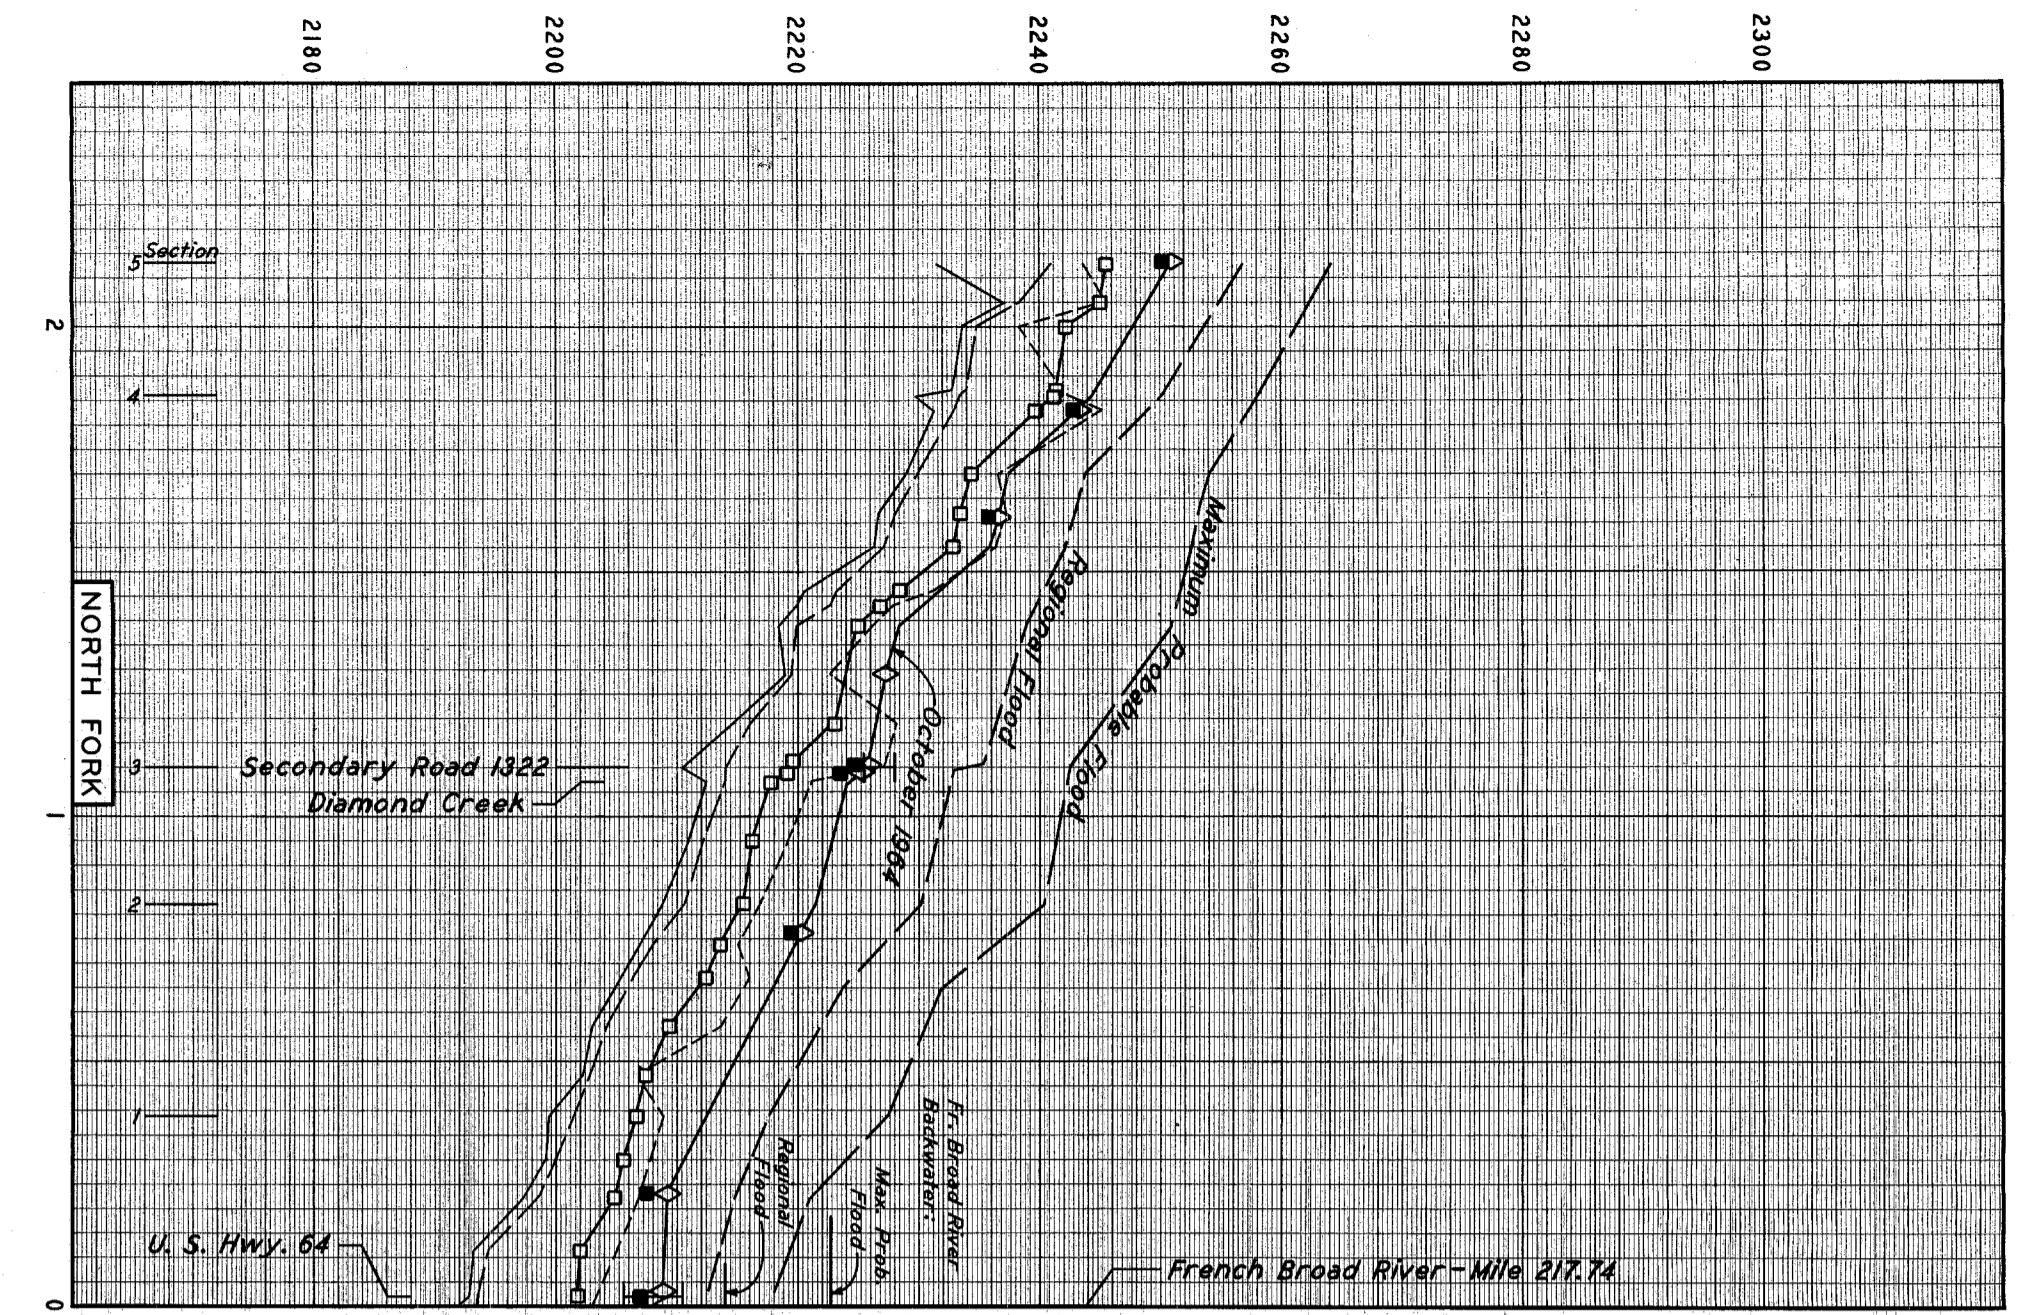 2180
2200
2220
2240
2260
2280
2300
Section
5
2
4
Maximum Probable Flood
Regional Flood
October 1964
NORTH FORK
3
Secondary Road 1322
Diamond Creek
1
2
1
Fr. Broad River
Backwater:
Max. Prob.
Flood
Regional
Flood
U. S. Hwy. 64
French Broad River-Mile 217.74
0